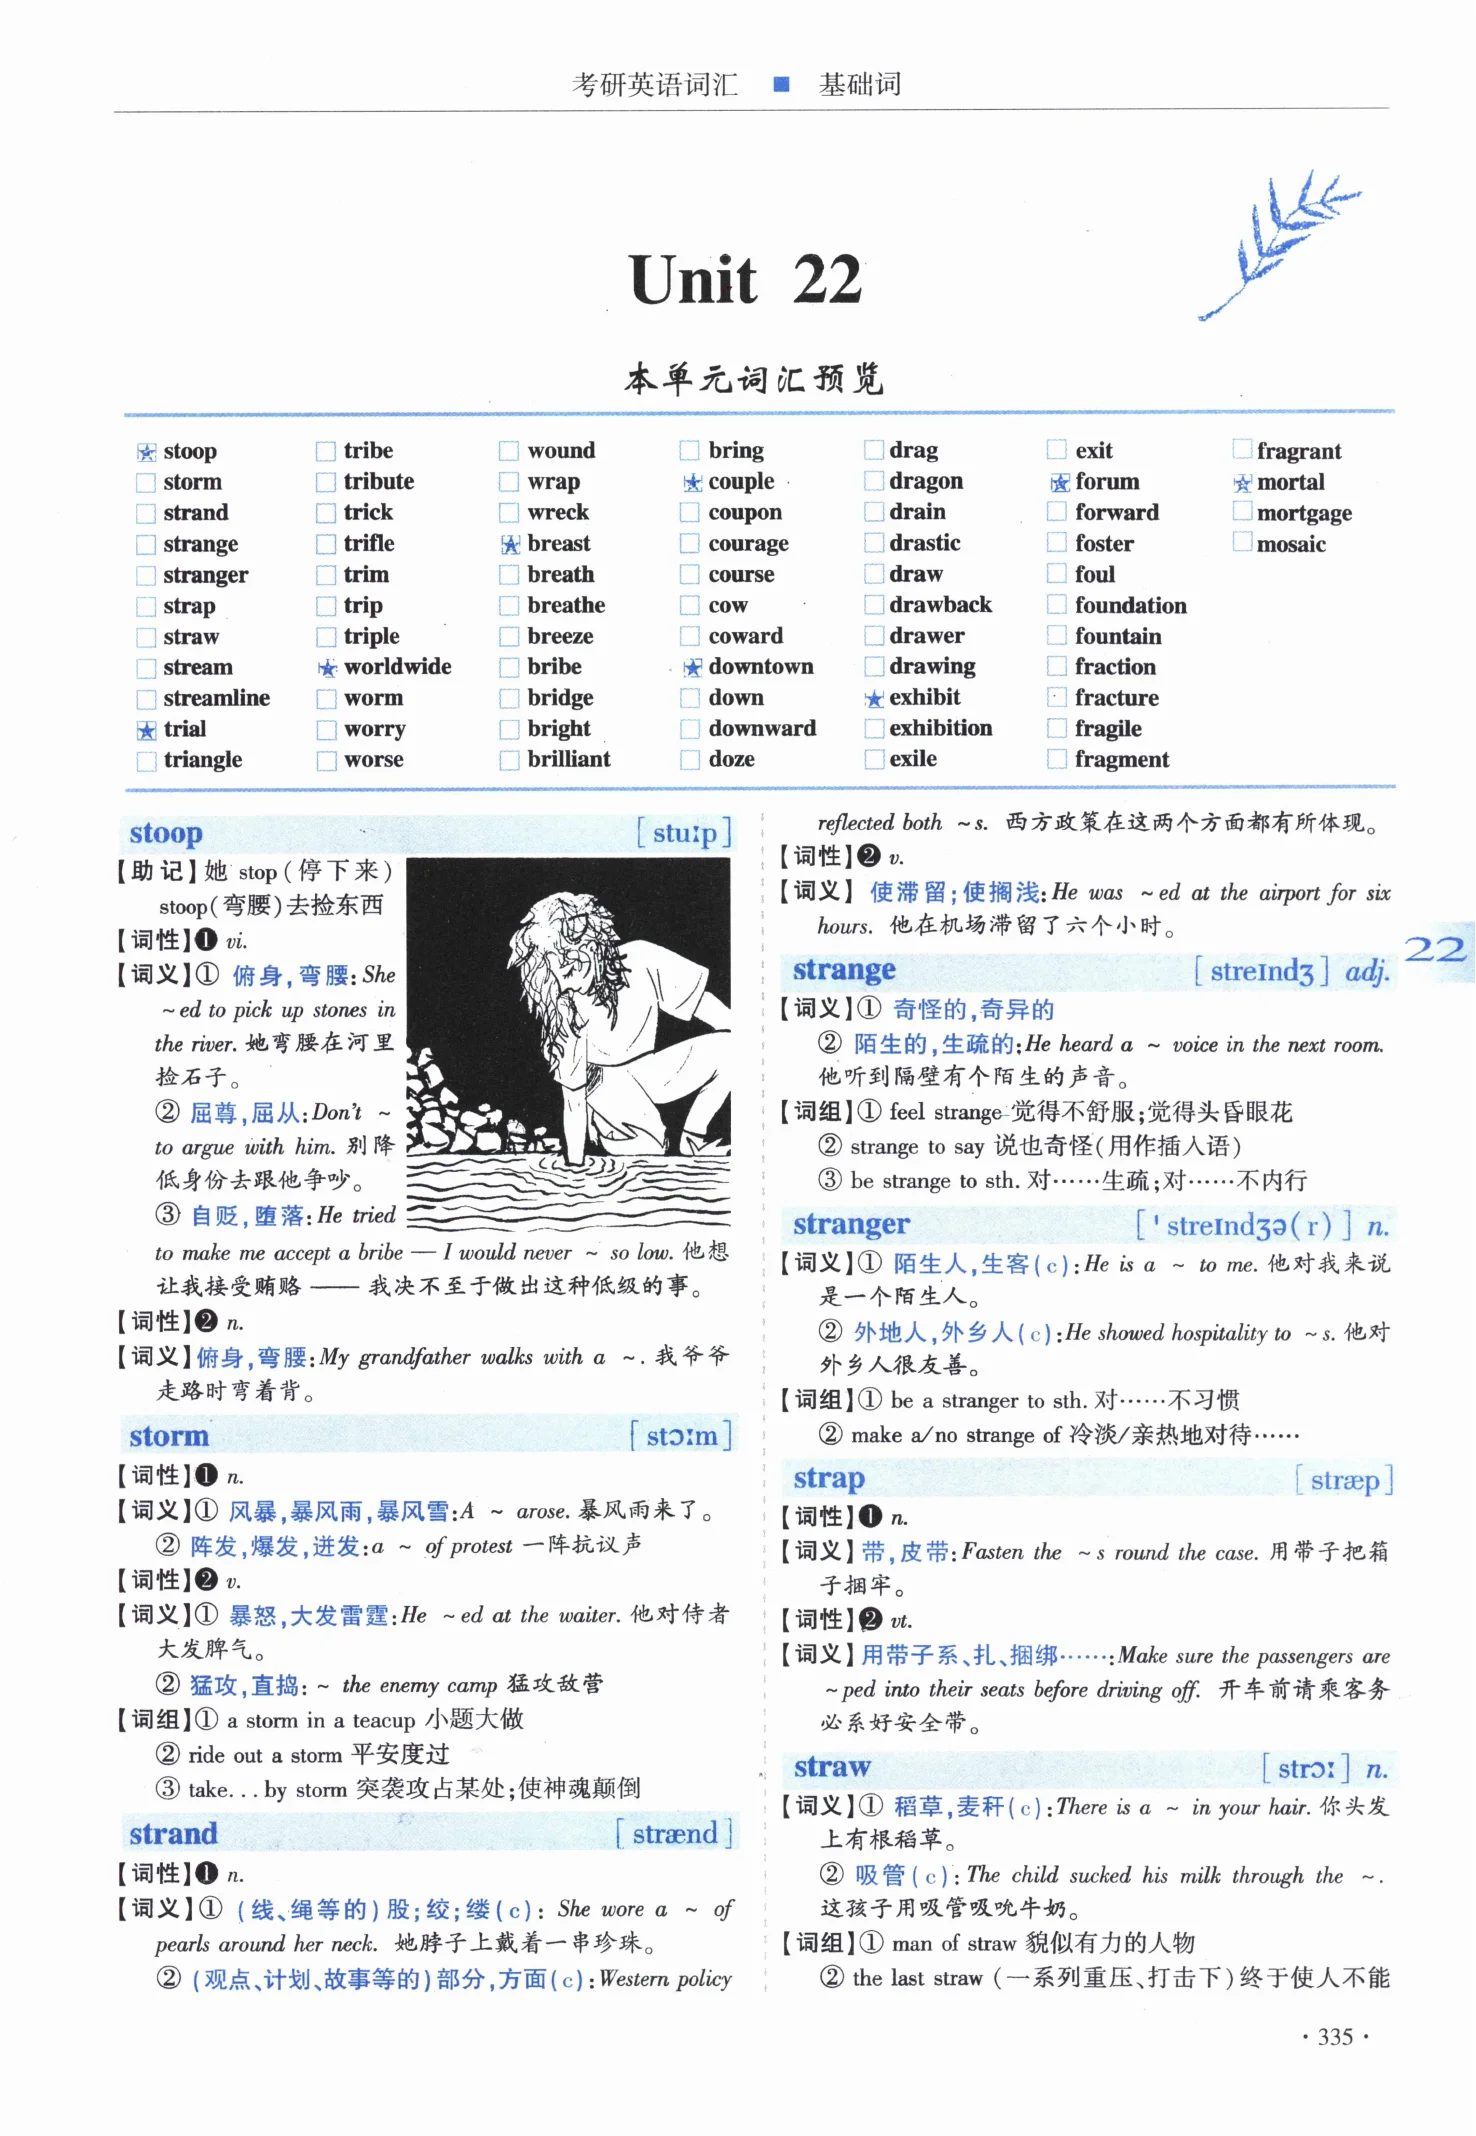 考研英语词汇 ■ 基础词
Unit 22
本单元词汇预览
stoop tribe wound bring drag exit fragrant
storm tribute wrap couple dragon forum mortal
strand trick wreck coupon drain forward mortgage
strange trifle breast courage drastic foster mosaic
stranger trim breath course draw foul
strap trip breathe cow drawback foundation
straw triple breeze coward drawer fountain
stream worldwide bribe downtown drawing fraction
streamline worm bridge down exhibit fracture
trial worry bright downward exhibition fragile
triangle worse brilliant doze exile fragment
stoop [stuːp]
【助记】她 stop(停下来)
stoop(弯腰)去捡东西
【词性】❶ vi.
【词义】① 俯身,弯腰:She
~ed to pick up stones in
the river. 她弯腰在河里
捡石子。
② 屈尊,屈从:Don't ~
to argue with him. 别降
低身份去跟他争吵。
③ 自贬,堕落:He tried
to make me accept a bribe — I would never ~ so low. 他想
让我接受贿赂 —— 我决不至于做出这种低级的事。
【词性】❷ n.
【词义】俯身,弯腰:My grandfather walks with a ~. 我爷爷
走路时弯着背。
storm [stɔːm]
【词性】❶ n.
【词义】① 风暴,暴风雨,暴风雪:A ~ arose. 暴风雨来了。
② 阵发,爆发,迸发:a ~ of protest 一阵抗议声
【词性】❷ v.
【词义】① 暴怒,大发雷霆:He ~ed at the waiter. 他对侍者
大发脾气。
② 猛攻,直捣: ~ the enemy camp 猛攻敌营
【词组】① a storm in a teacup 小题大做
② ride out a storm 平安度过
③ take...by storm 突袭攻占某处;使神魂颠倒
strand [strænd]
【词性】❶ n.
【词义】① (线、绳等的)股;绞;缕(c): She wore a ~ of
pearls around her neck. 她脖子上戴着一串珍珠。
② (观点、计划、故事等的)部分,方面(c):Western policy
reflected both ~s. 西方政策在这两个方面都有所体现。
【词性】❷ v.
【词义】 使滞留;使搁浅:He was ~ed at the airport for six
hours. 他在机场滞留了六个小时。
22
strange [streɪndʒ] adj.
【词义】① 奇怪的,奇异的
② 陌生的,生疏的:He heard a ~ voice in the next room.
他听到隔壁有个陌生的声音。
【词组】① feel strange 觉得不舒服;觉得头昏眼花
② strange to say 说也奇怪(用作插入语)
③ be strange to sth. 对……生疏;对……不内行
stranger [ˈstreɪndʒə(r)] n.
【词义】① 陌生人,生客(c):He is a ~ to me. 他对我来说
是一个陌生人。
② 外地人,外乡人(c):He showed hospitality to ~s. 他对
外乡人很友善。
【词组】① be a stranger to sth. 对……不习惯
② make a/no strange of 冷淡/亲热地对待……
strap [stræp]
【词性】❶ n.
【词义】带,皮带:Fasten the ~s round the case. 用带子把箱
子捆牢。
【词性】❷ vt.
【词义】用带子系、扎、捆绑……:Make sure the passengers are
~ped into their seats before driving off. 开车前请乘客务
必系好安全带。
straw [strɔː] n.
【词义】① 稻草,麦秆(c):There is a ~ in your hair. 你头发
上有根稻草。
② 吸管(c): The child sucked his milk through the ~.
这孩子用吸管吸吮牛奶。
【词组】① man of straw 貌似有力的人物
② the last straw (一系列重压、打击下)终于使人不能
· 335 ·